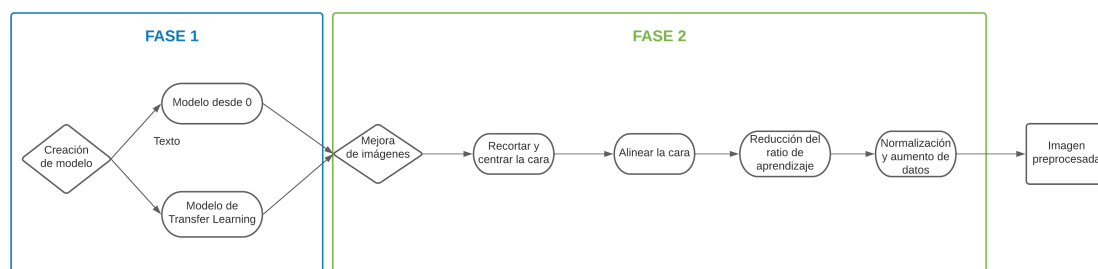 FASE 1
FASE 2
Creación
de modelo
Modelo desde 0
Texto
Modelo de
Transfer Learning
Mejora
de imágenes
Recortar y
centrar la cara
Alinear la cara
Reducción del
ratio de
aprendizaje
Normalización
y aumento de
datos
Imagen
preprocesada